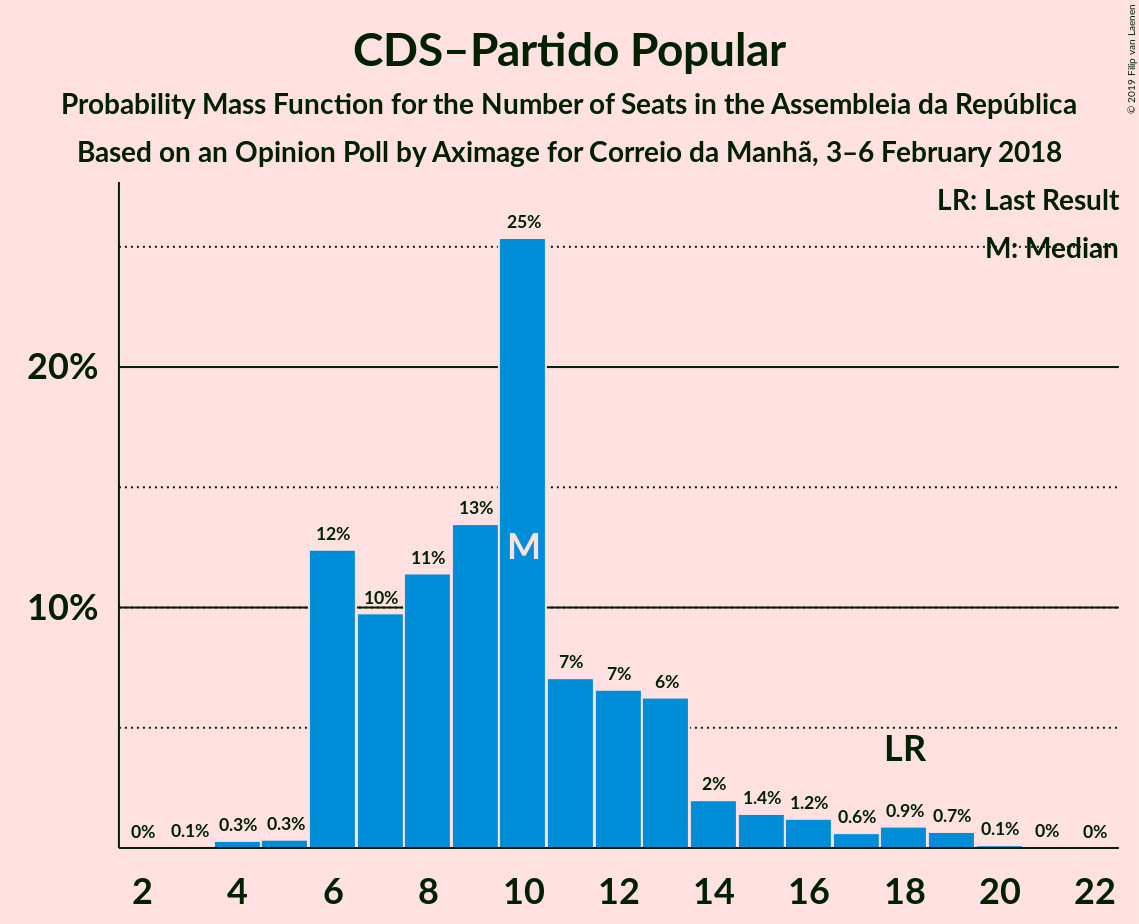 CDS–Partido Popular
Probability Mass Function for the Number of Seats in the Assembleia da República
Based on an Opinion Poll by Aximage for Correio da Manhã, 3–6 February 2018
© 2019 Filip van Laenen
LR: Last Result
M: Median
20%
10%
0%
0.1%
0.3%
0.3%
12%
10%
11%
13%
25%
M
7%
7%
6%
2%
1.4%
1.2%
0.6%
LR
0.9%
0.7%
0.1%
0%
0%
2 4 6 8 10 12 14 16 18 20 22